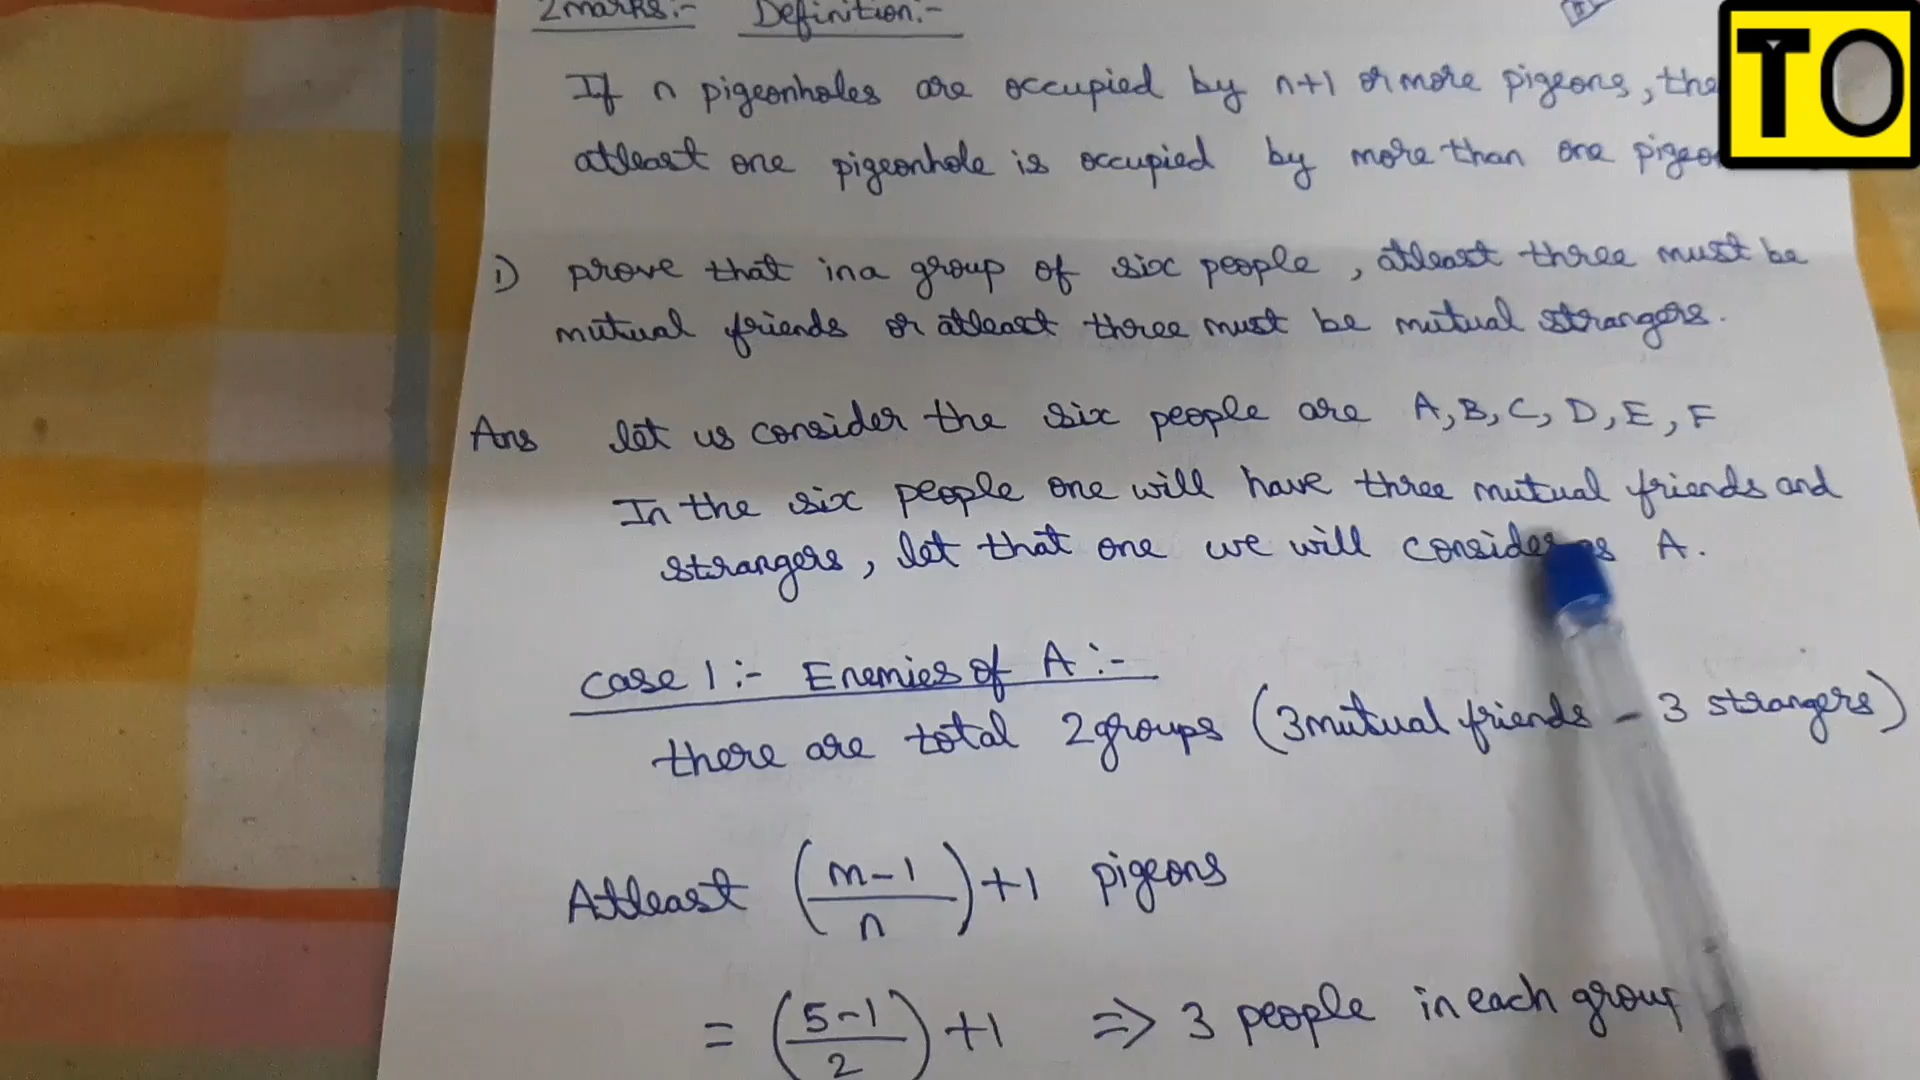 2marks:- Definition:-
TO
If n pigeonholes are occupied by n+1 or more pigeons, the
atleast one pigeonhole is occupied by more than one pigeo
1) prove that in a group of six people, atleast three must be
mutual friends or atleast three must be mutual strangers.
Ans let us consider the six people are A, B, C, D, E, F
In the six people one will have three mutual friends and
strangers, let that one we will consider as A.
case 1:- Enemies of A:-
there are total 2 groups (3 mutual friends - 3 strangers)
Atleast (m-1/n)+1 pigeons
= (5-1/2)+1 => 3 people in each group